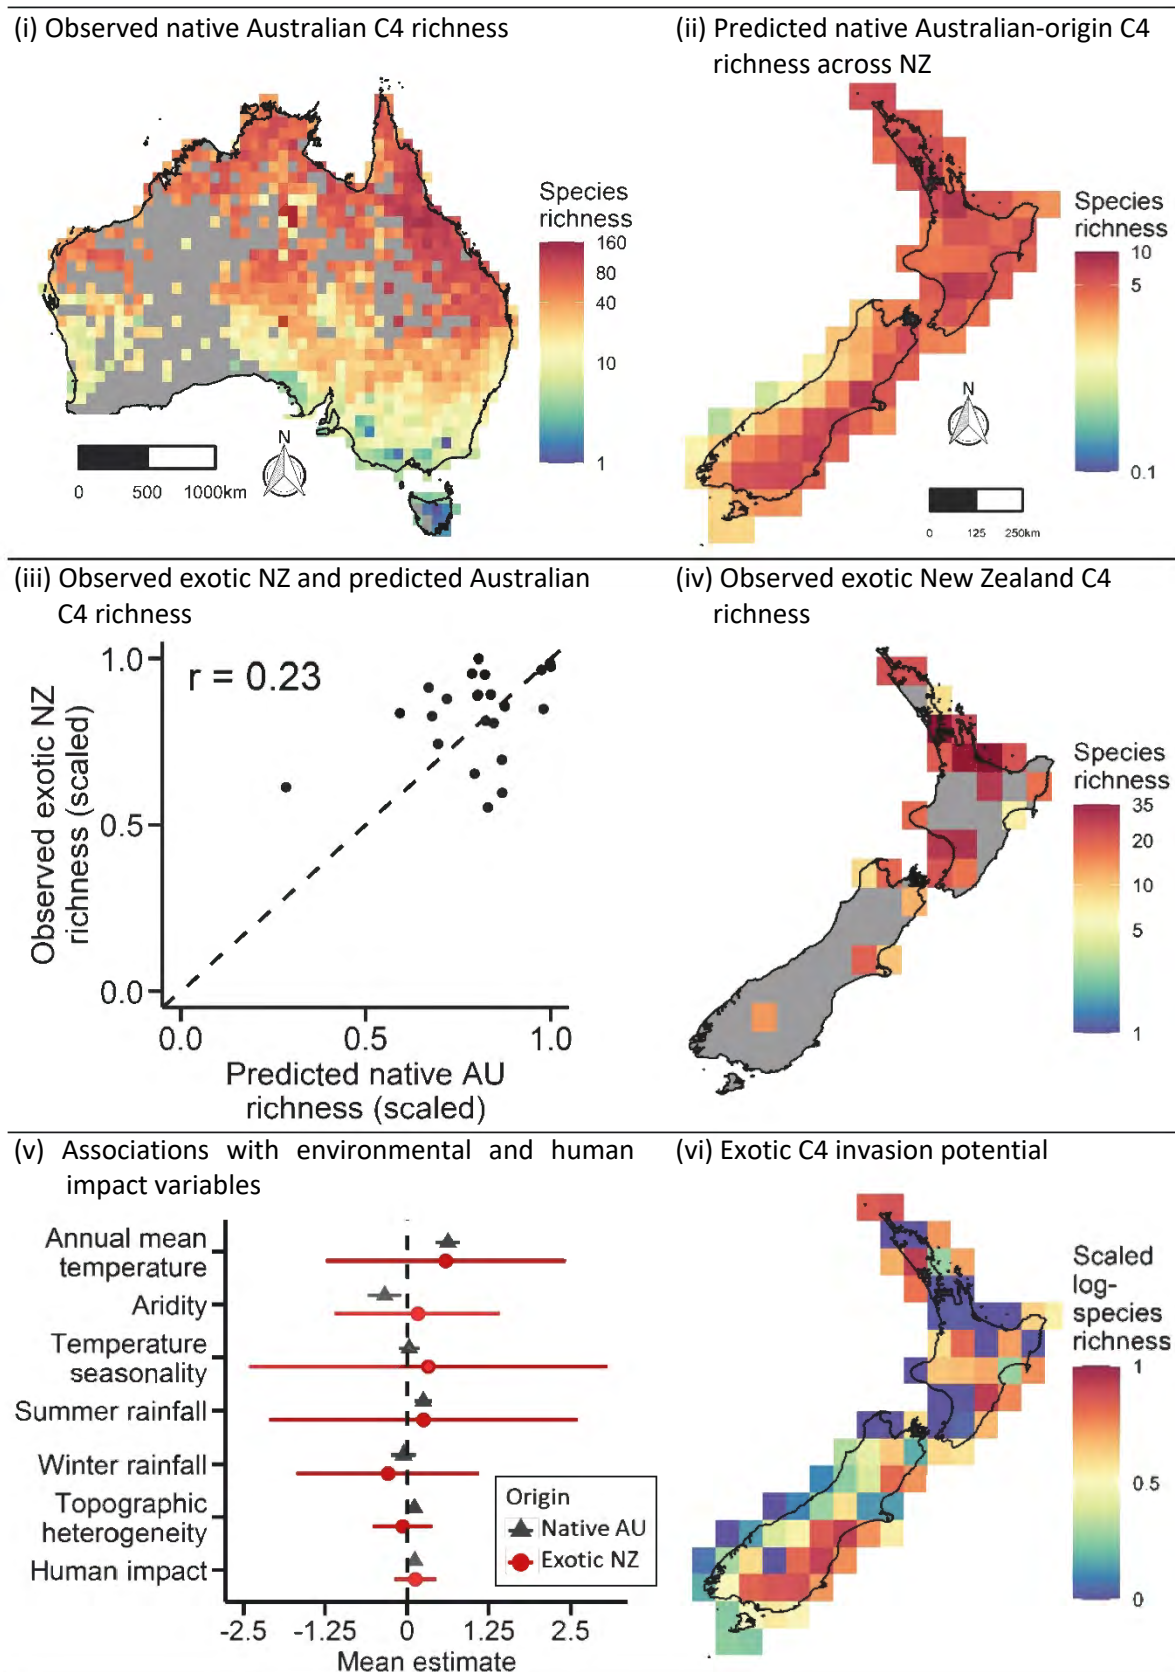 (i) Observed native Australian C4 richness
Species
richness
160
80
40
10
1
N
0 500 1000km
(ii) Predicted native Australian-origin C4
richness across NZ
Species
richness
10
5
0.1
N
0 125 250km
(iii) Observed exotic NZ and predicted Australian
C4 richness
Observed exotic NZ
richness (scaled)
1.0
0.5
0.0
r = 0.23
0.0 0.5 1.0
Predicted native AU
richness (scaled)
(iv) Observed exotic New Zealand C4
richness
Species
richness
35
20
10
5
1
(v) Associations with environmental and human
impact variables
Annual mean
temperature
Aridity
Temperature
seasonality
Summer rainfall
Winter rainfall
Topographic
heterogeneity
Human impact
Origin
Native AU
Exotic NZ
-2.5 -1.25 0 1.25 2.5
Mean estimate
(vi) Exotic C4 invasion potential
Scaled
log-
species
richness
1
0.5
0